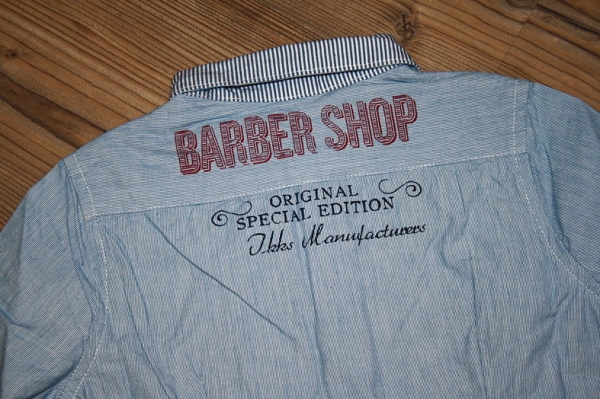 BARBER SHOP
ORIGINAL
SPECIAL EDITION
Ikks Manufacturers